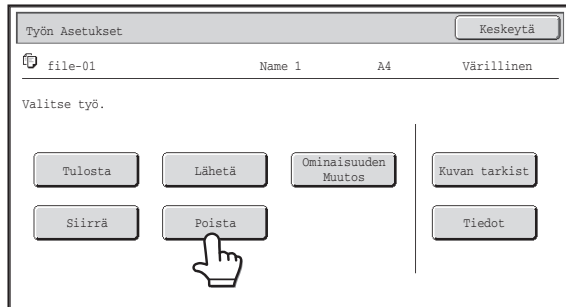 Työn Asetukset Keskeytä
file-01 Name 1 A4 Värillinen
Valitse työ.
Tulosta Lähetä Ominaisuuden Muutos Kuvan tarkist
Siirrä Poista Tiedot